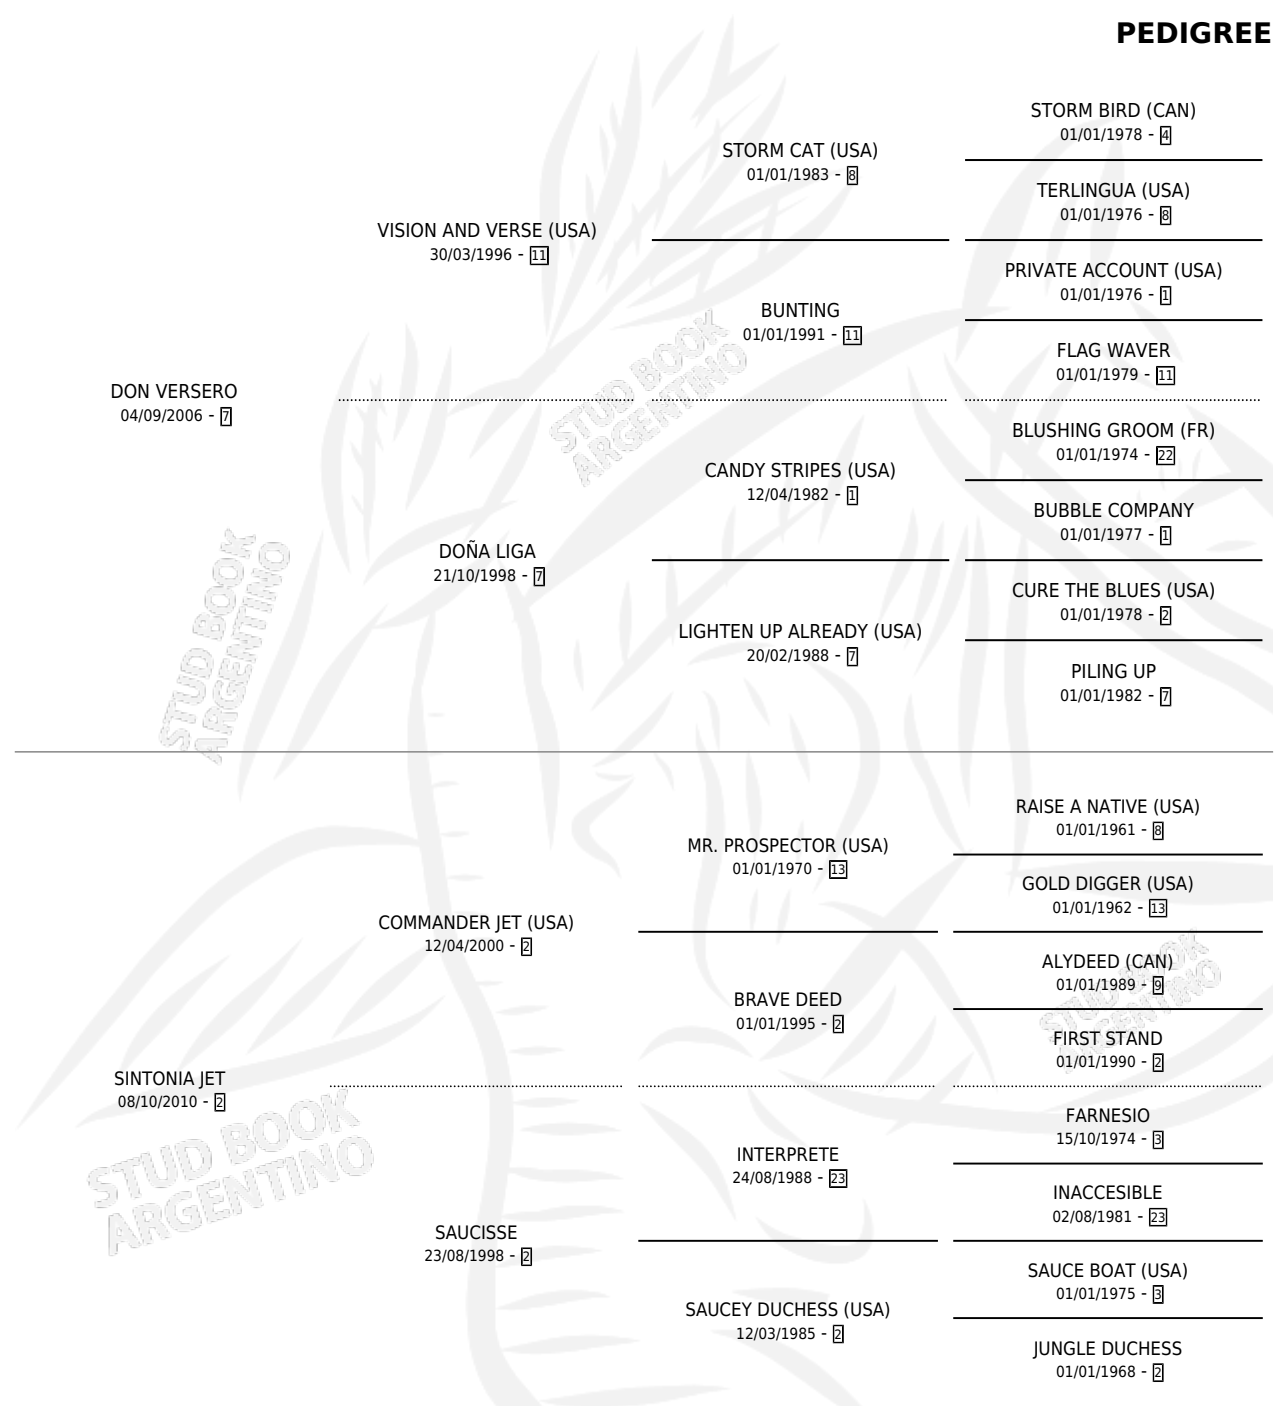 PEDIGREE
STORM BIRD (CAN)
01/01/1978 - 4
STORM CAT (USA)
01/01/1983 - 8
TERLINGUA (USA)
01/01/1976 - 8
VISION AND VERSE (USA)
30/03/1996 - 11
PRIVATE ACCOUNT (USA)
01/01/1976 - 1
BUNTING
01/01/1991 - 11
FLAG WAVER
01/01/1979 - 11
DON VERSERO
04/09/2006 - 7
BLUSHING GROOM (FR)
01/01/1974 - 22
CANDY STRIPES (USA)
12/04/1982 - 1
BUBBLE COMPANY
01/01/1977 - 1
DOÑA LIGA
21/10/1998 - 7
CURE THE BLUES (USA)
01/01/1978 - 2
LIGHTEN UP ALREADY (USA)
20/02/1988 - 7
PILING UP
01/01/1982 - 7
RAISE A NATIVE (USA)
01/01/1961 - 8
MR. PROSPECTOR (USA)
01/01/1970 - 13
GOLD DIGGER (USA)
01/01/1962 - 13
COMMANDER JET (USA)
12/04/2000 - 2
ALYDEED (CAN)
01/01/1989 - 9
BRAVE DEED
01/01/1995 - 2
FIRST STAND
01/01/1990 - 2
SINTONIA JET
08/10/2010 - 2
FARNESIO
15/10/1974 - 3
INTERPRETE
24/08/1988 - 23
INACCESIBLE
02/08/1981 - 23
SAUCISSE
23/08/1998 - 2
SAUCE BOAT (USA)
01/01/1975 - 3
SAUCEY DUCHESS (USA)
12/03/1985 - 2
JUNGLE DUCHESS
01/01/1968 - 2
STUD BOOK
ARGENTINO
STUD BOOK
ARGENTINO
STUD BOOK
ARGENTINO
STUD BOOK
ARGENTINO